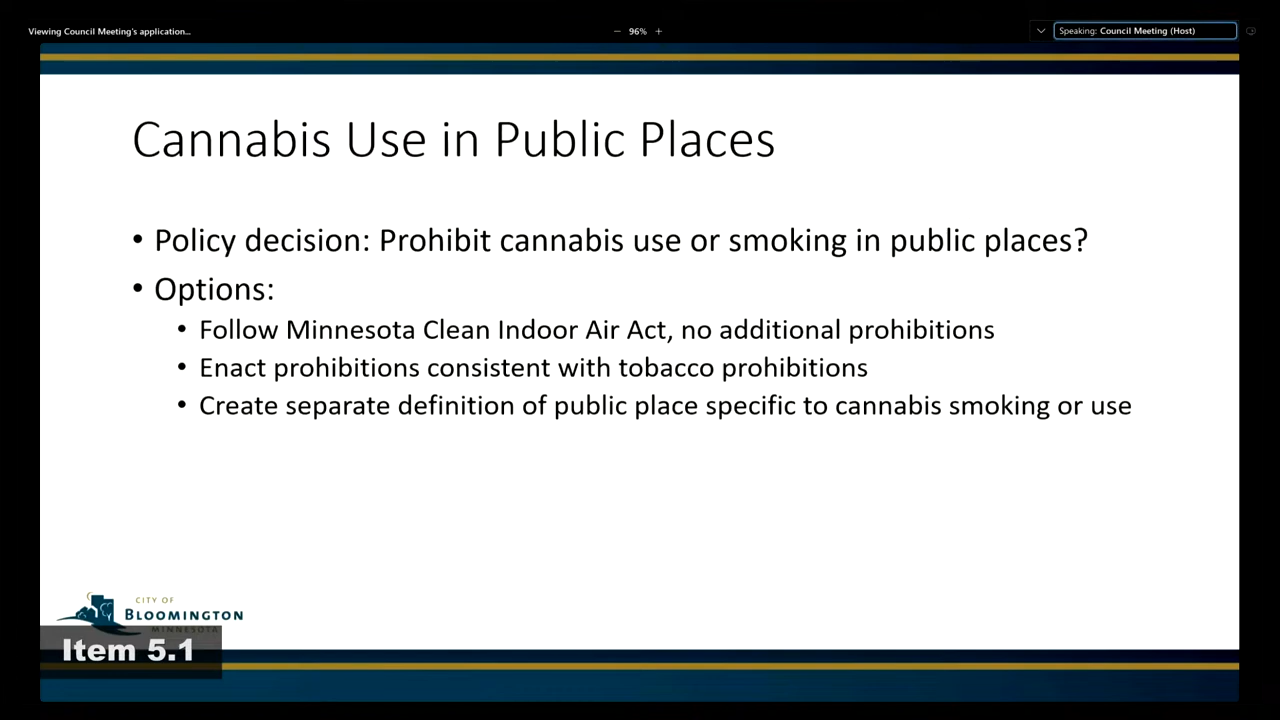 Viewing Council Meeting's application...
− 96% +
Speaking: Council Meeting (Host)
Cannabis Use in Public Places
• Policy decision: Prohibit cannabis use or smoking in public places?
• Options:
• Follow Minnesota Clean Indoor Air Act, no additional prohibitions
• Enact prohibitions consistent with tobacco prohibitions
• Create separate definition of public place specific to cannabis smoking or use
CITY OF
BLOOMINGTON
MINNESOTA
Item 5.1